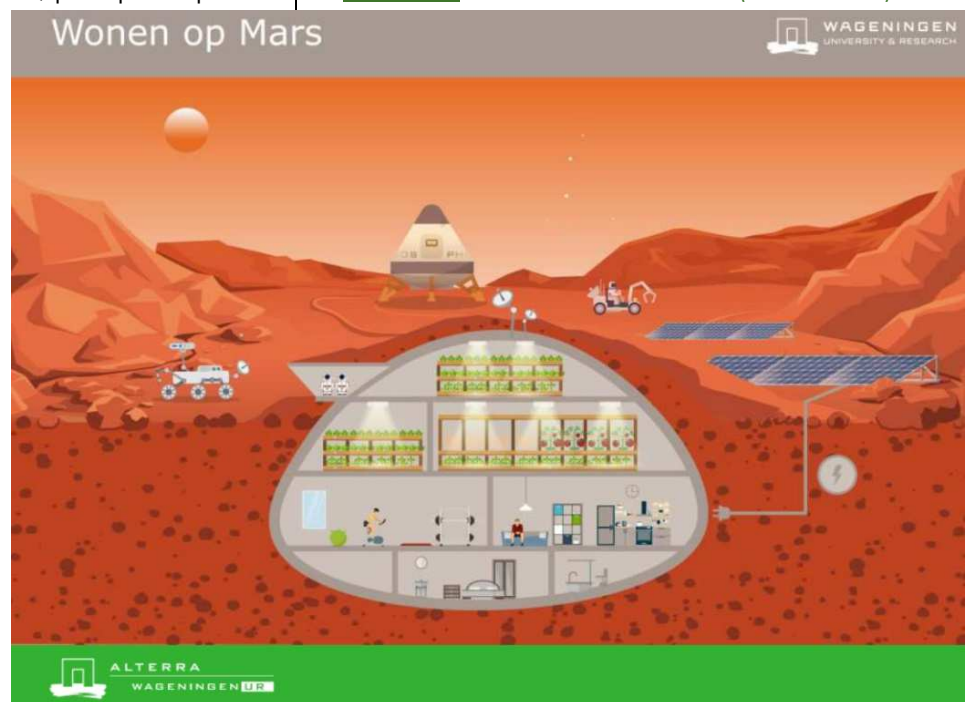 Wonen op Mars
WAGENINGEN
UNIVERSITY & RESEARCH
ALTERRA
WAGENINGEN UR